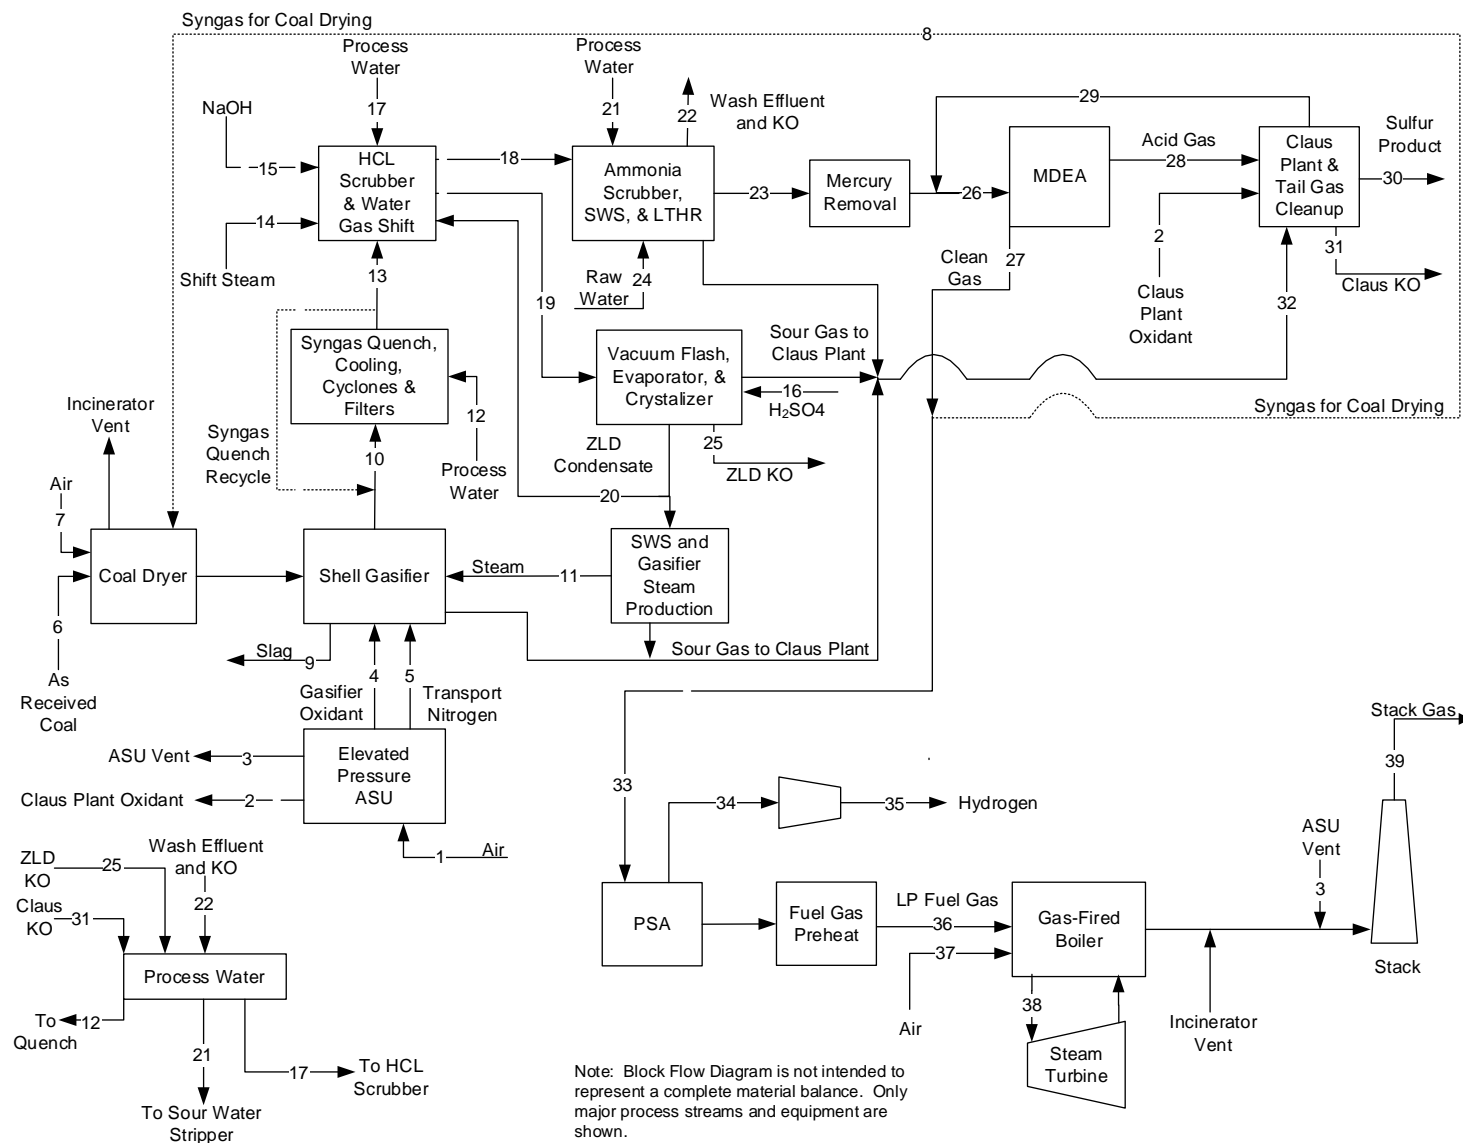 Syngas for Coal Drying
8
Process
Water
17
NaOH
15
14
Shift Steam
HCL
Scrubber
& Water
Gas Shift
13
18
19
Process
Water
21
22
Wash Effluent
and KO
Ammonia
Scrubber,
SWS, & LTHR
Raw
Water
24
23
Mercury
Removal
26
29
MDEA
Acid Gas
28
27
Clean
Gas
2
Claus
Plant
Oxidant
Claus
Plant &
Tail Gas
Cleanup
Sulfur
Product
30
31
Claus KO
32
Syngas Quench,
Cooling,
Cyclones &
Filters
12
Process
Water
Syngas
Quench
Recycle
10
Vacuum Flash,
Evaporator, &
Crystalizer
Sour Gas to
Claus Plant
16
H2SO4
ZLD
Condensate
25
ZLD KO
20
Syngas for Coal Drying
Incinerator
Vent
Air
7
Coal Dryer
6
As
Received
Coal
Shell Gasifier
Steam
11
SWS and
Gasifier
Steam
Production
Sour Gas to Claus Plant
Slag
9
4
5
Gasifier
Oxidant
Transport
Nitrogen
ASU Vent
3
Claus Plant Oxidant
2
Elevated
Pressure
ASU
1
Air
33
34
35
Hydrogen
PSA
Fuel Gas
Preheat
LP Fuel Gas
36
37
Air
Gas-Fired
Boiler
38
Steam
Turbine
Incinerator
Vent
ASU
Vent
3
Stack Gas
39
Stack
ZLD
KO
25
Wash Effluent
and KO
22
Claus
KO
31
Process Water
To
Quench
12
21
To Sour Water
Stripper
17
To HCL
Scrubber
Note: Block Flow Diagram is not intended to
represent a complete material balance. Only
major process streams and equipment are
shown.